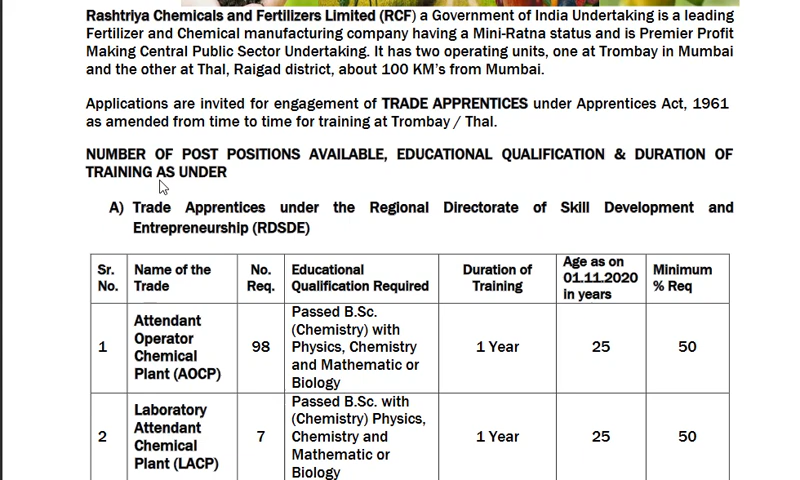 Rashtriya Chemicals and Fertilizers Limited (RCF) a Government of India Undertaking is a leading
Fertilizer and Chemical manufacturing company having a Mini-Ratna status and is Premier Profit
Making Central Public Sector Undertaking. It has two operating units, one at Trombay in Mumbai
and the other at Thal, Raigad district, about 100 KM's from Mumbai.
Applications are invited for engagement of TRADE APPRENTICES under Apprentices Act, 1961
as amended from time to time for training at Trombay / Thal.
NUMBER OF POST POSITIONS AVAILABLE, EDUCATIONAL QUALIFICATION & DURATION OF
TRAINING AS UNDER
A) Trade Apprentices under the Regional Directorate of Skill Development and
Entrepreneurship (RDSDE)
Sr. No.
Name of the Trade
No. Req.
Educational Qualification Required
Duration of Training
Age as on 01.11.2020 in years
Minimum % Req
1
Attendant
Operator
Chemical
Plant (AOCP)
98
Passed B.Sc.
(Chemistry) with
Physics, Chemistry
and Mathematic or
Biology
1 Year
25
50
2
Laboratory
Attendant
Chemical
Plant (LACP)
7
Passed B.Sc. with
(Chemistry) Physics,
Chemistry and
Mathematic or
Biology
1 Year
25
50